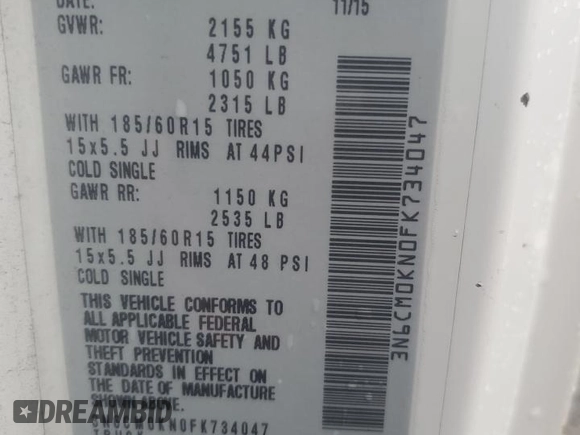 DATE: 11/15
GVWR: 2155 KG
4751 LB
GAWR FR: 1050 KG
2315 LB
WITH 185/60R15 TIRES
15x5.5 JJ RIMS AT 44PSI
COLD SINGLE
GAWR RR: 1150 KG
2535 LB
WITH 185/60R15 TIRES
15x5.5 JJ RIMS AT 48 PSI
COLD SINGLE
THIS VEHICLE CONFORMS TO
ALL APPLICABLE FEDERAL
MOTOR VEHICLE SAFETY AND
THEFT PREVENTION
STANDARDS IN EFFECT ON
THE DATE OF MANUFACTURE
3N6CM0KN0FK734047
TRUCK
3N6CM0KN0FK734047
DREAMBID